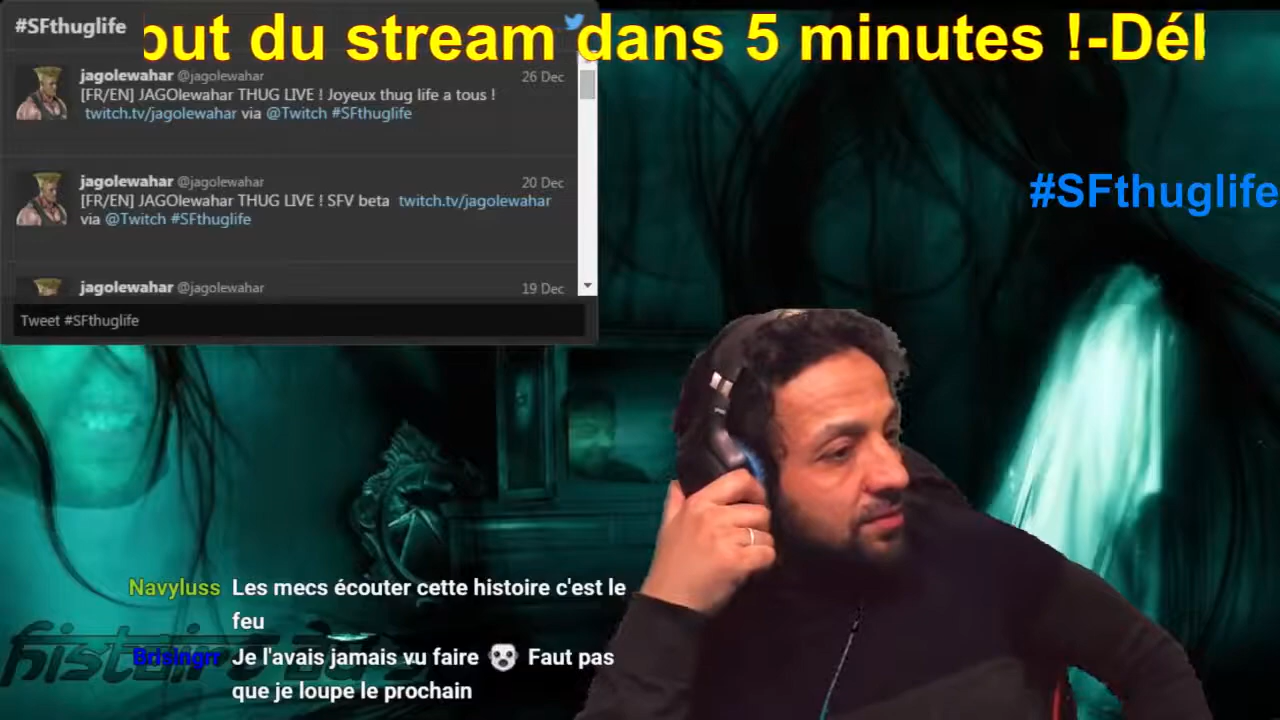 #SFthuglife
but du stream dans 5 minutes !-Dél
jagolewahar @jagolewahar 26 Dec
[FR/EN] JAGOlewahar THUG LIVE ! Joyeux thug life a tous !
twitch.tv/jagolewahar via @Twitch #SFthuglife
jagolewahar @jagolewahar 20 Dec
[FR/EN] JAGOlewahar THUG LIVE ! SFV beta twitch.tv/jagolewahar
via @Twitch #SFthuglife
jagolewahar @jagolewahar 19 Dec
Tweet #SFthuglife
#SFthuglife
Navyluss Les mecs écouter cette histoire c'est le
feu
Brisingrr Je l'avais jamais vu faire Faut pas
que je loupe le prochain